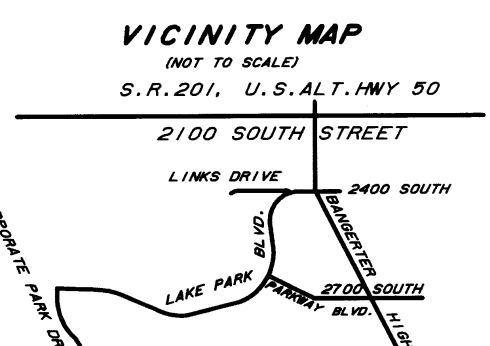 VICINITY MAP
(NOT TO SCALE)
S.R.201, U.S.ALT.HWY 50
2100 SOUTH STREET
LINKS DRIVE
2400 SOUTH
BANGERTER
LAKE PARK BLVD.
2700 SOUTH
PARKWAY BLVD.
PARK